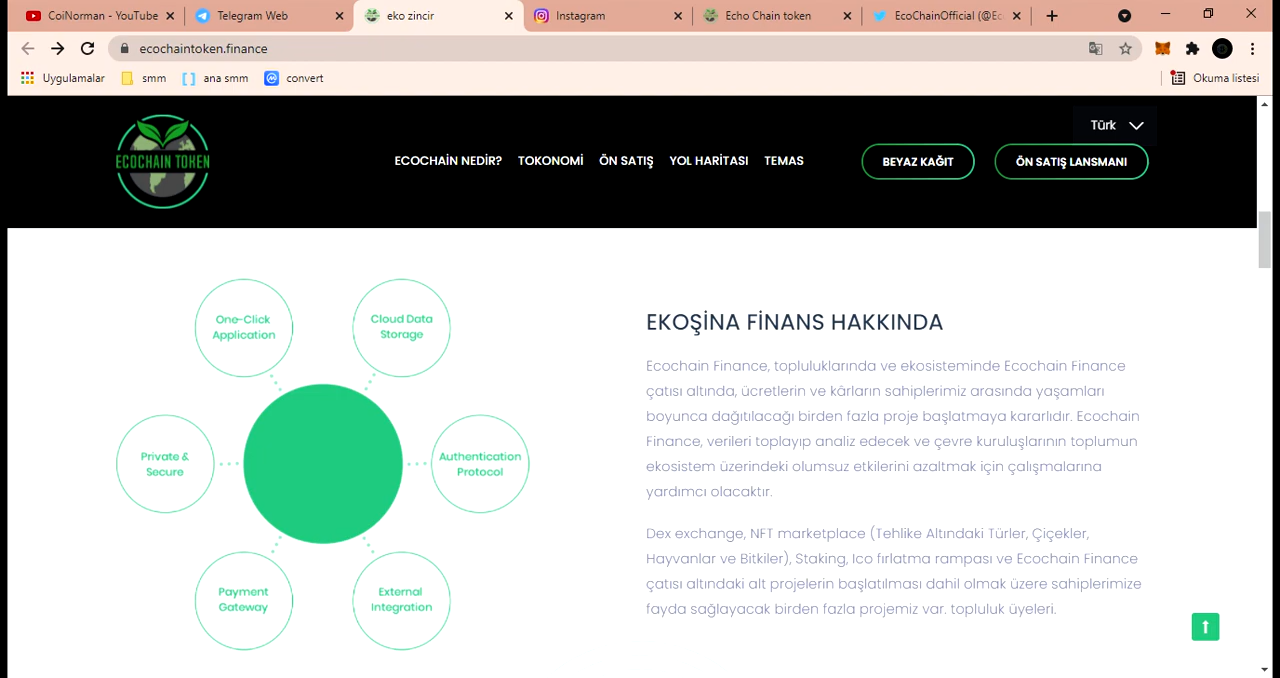 CoiNorman - YouTube
Telegram Web
eko zincir
Instagram
Echo Chain token
EcoChainOfficial (@Ec
ecochaintoken.finance
Uygulamalar
smm
ana smm
convert
Okuma listesi
Türk
ECOCHAIN TOKEN
ECOCHAİN NEDİR?
TOKONOMİ
ÖN SATIŞ
YOL HARİTASI
TEMAS
BEYAZ KAĞIT
ÖN SATIŞ LANSMANI
One-Click
Application
Cloud Data
Storage
Private &
Secure
Authentication
Protocol
Payment
Gateway
External
Integration
EKOŞİNA FİNANS HAKKINDA
Ecochain Finance, topluluklarında ve ekosisteminde Ecochain Finance
çatısı altında, ücretlerin ve kârların sahiplerimiz arasında yaşamları
boyunca dağıtılacağı birden fazla proje başlatmaya kararlıdır. Ecochain
Finance, verileri toplayıp analiz edecek ve çevre kuruluşlarının toplumun
ekosistem üzerindeki olumsuz etkilerini azaltmak için çalışmalarına
yardımcı olacaktır.
Dex exchange, NFT marketplace (Tehlike Altındaki Türler, Çiçekler,
Hayvanlar ve Bitkiler), Staking, Ico fırlatma rampası ve Ecochain Finance
çatısı altındaki alt projelerin başlatılması dahil olmak üzere sahiplerimize
fayda sağlayacak birden fazla projemiz var. topluluk üyeleri.